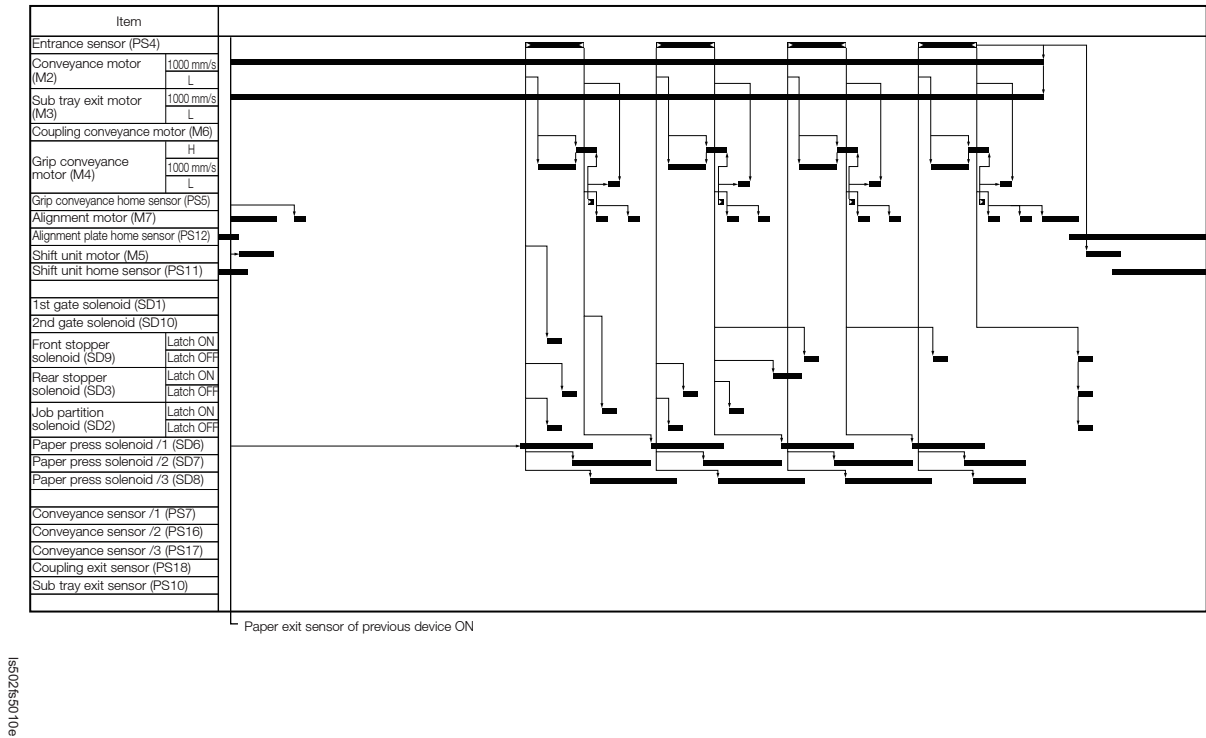 Item
Entrance sensor (PS4)
Conveyance motor (M2)
1000 mm/s
L
Sub tray exit motor (M3)
1000 mm/s
L
Coupling conveyance motor (M6)
Grip conveyance motor (M4)
H
1000 mm/s
L
Grip conveyance home sensor (PS5)
Alignment motor (M7)
Alignment plate home sensor (PS12)
Shift unit motor (M5)
Shift unit home sensor (PS11)
1st gate solenoid (SD1)
2nd gate solenoid (SD10)
Front stopper solenoid (SD9)
Latch ON
Latch OFF
Rear stopper solenoid (SD3)
Latch ON
Latch OFF
Job partition solenoid (SD2)
Latch ON
Latch OFF
Paper press solenoid /1 (SD6)
Paper press solenoid /2 (SD7)
Paper press solenoid /3 (SD8)
Conveyance sensor /1 (PS7)
Conveyance sensor /2 (PS16)
Conveyance sensor /3 (PS17)
Coupling exit sensor (PS18)
Sub tray exit sensor (PS10)
Paper exit sensor of previous device ON
ls502fs5010e